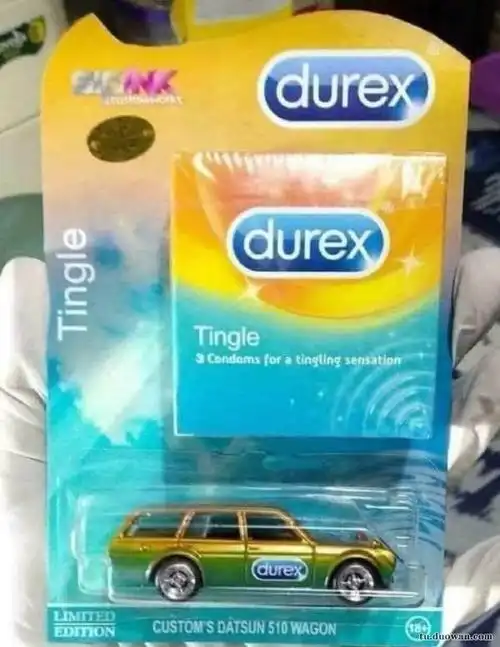 durex
durex
Tingle
Tingle
3 Condoms for a tingling sensation
durex
LIMITED
EDITION
CUSTOM'S DATSUN 510 WAGON
18+
tu.duowan.com